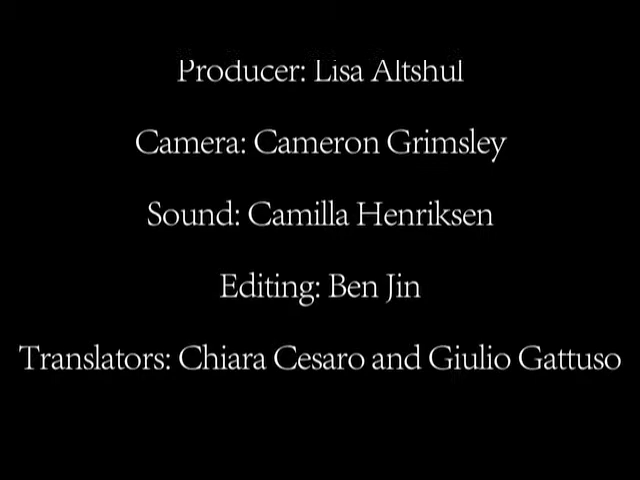 Producer: Lisa Altshul
Camera: Cameron Grimsley
Sound: Camilla Henriksen
Editing: Ben Jin
Translators: Chiara Cesaro and Giulio Gattuso